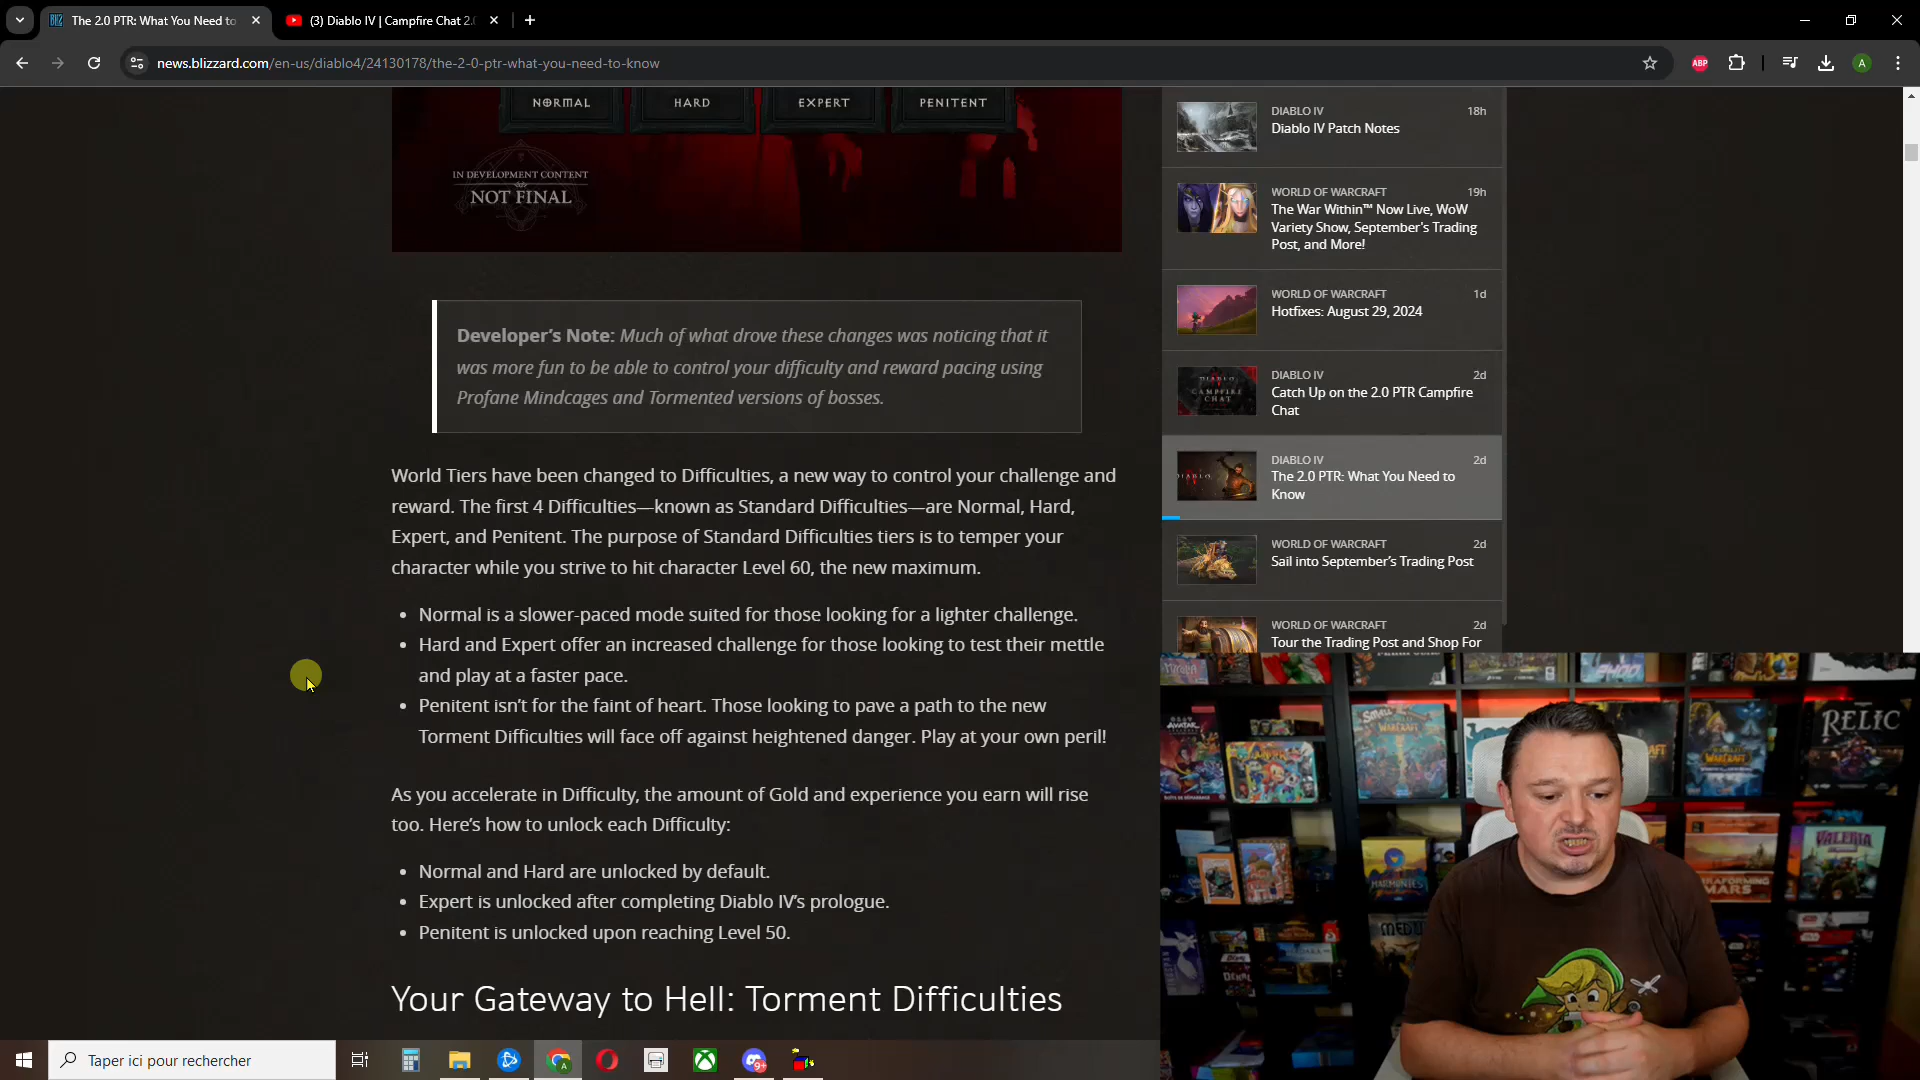 The 2.0 PTR: What You Need to
(3) Diablo IV | Campfire Chat 2.
news.blizzard.com/en-us/diablo4/24130178/the-2-0-ptr-what-you-need-to-know
ABP
A
NORMAL
HARD
EXPERT
PENITENT
IN DEVELOPMENT CONTENT
NOT FINAL
Developer's Note: Much of what drove these changes was noticing that it
was more fun to be able to control your difficulty and reward pacing using
Profane Mindcages and Tormented versions of bosses.
World Tiers have been changed to Difficulties, a new way to control your challenge and
reward. The first 4 Difficulties—known as Standard Difficulties—are Normal, Hard,
Expert, and Penitent. The purpose of Standard Difficulties tiers is to temper your
character while you strive to hit character Level 60, the new maximum.
• Normal is a slower-paced mode suited for those looking for a lighter challenge.
• Hard and Expert offer an increased challenge for those looking to test their mettle
and play at a faster pace.
• Penitent isn't for the faint of heart. Those looking to pave a path to the new
Torment Difficulties will face off against heightened danger. Play at your own peril!
As you accelerate in Difficulty, the amount of Gold and experience you earn will rise
too. Here's how to unlock each Difficulty:
• Normal and Hard are unlocked by default.
• Expert is unlocked after completing Diablo IV's prologue.
• Penitent is unlocked upon reaching Level 50.
Your Gateway to Hell: Torment Difficulties
DIABLO IV 18h
Diablo IV Patch Notes
WORLD OF WARCRAFT 19h
The War Within™ Now Live, WoW
Variety Show, September's Trading
Post, and More!
WORLD OF WARCRAFT 1d
Hotfixes: August 29, 2024
DIABLO IV 2d
Catch Up on the 2.0 PTR Campfire
Chat
CAMPFIRE
CHAT
DIABLO IV 2d
The 2.0 PTR: What You Need to
Know
WORLD OF WARCRAFT 2d
Sail into September's Trading Post
WORLD OF WARCRAFT 2d
Tour the Trading Post and Shop For
AVATAR
SMALL
WARCRAFT
RELIC
HARMONIES
TERRAFORMING
MARS
VALERIA
Taper ici pour rechercher
9+